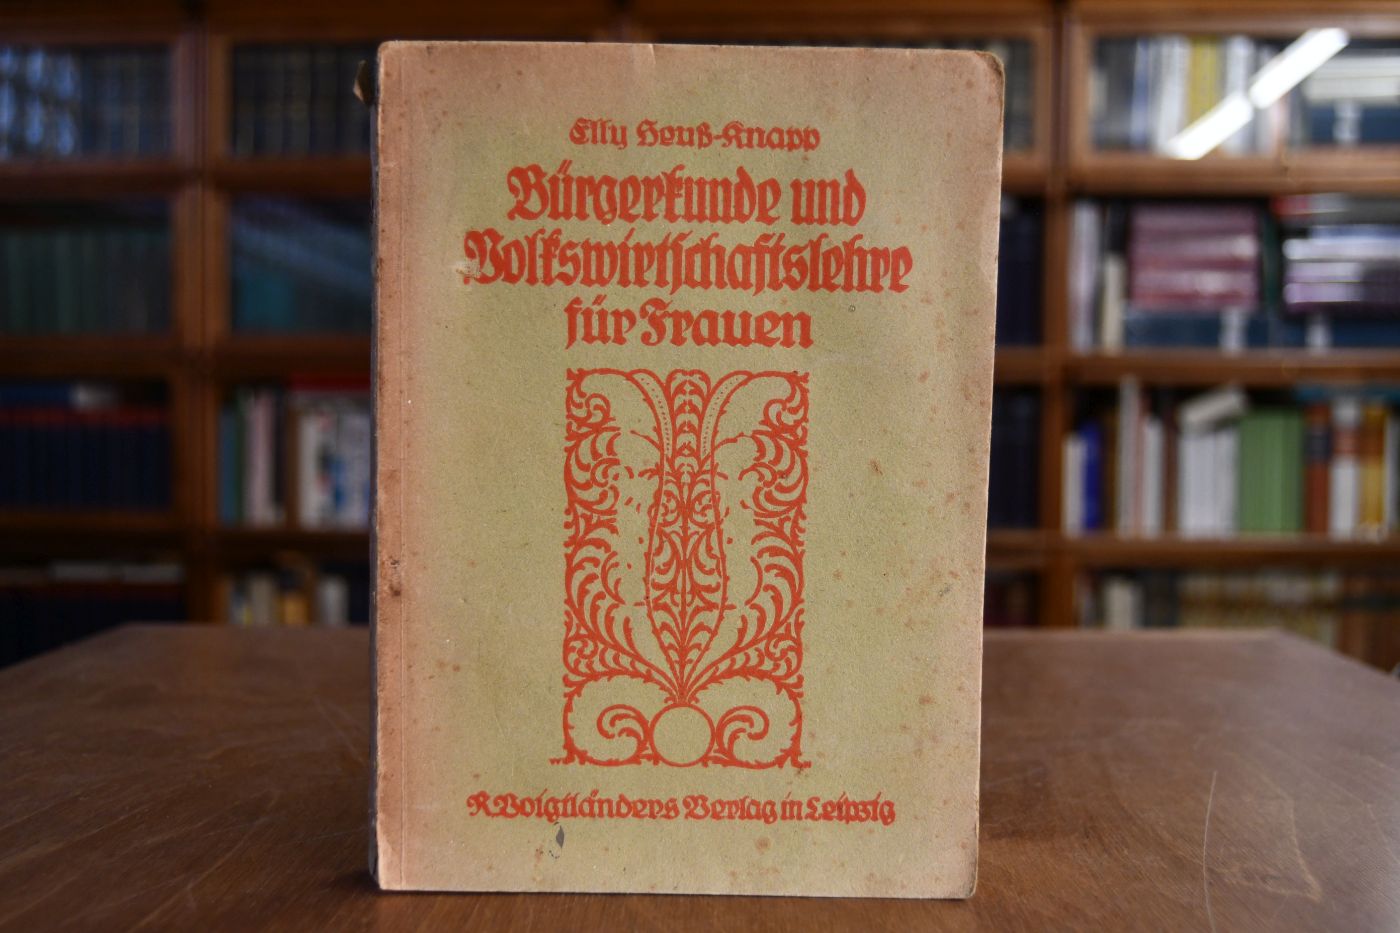 Elly Heuß-Knapp
Bürgerkunde und
Volkswirtschaftslehre
für Frauen
R. Voigtländers Verlag in Leipzig